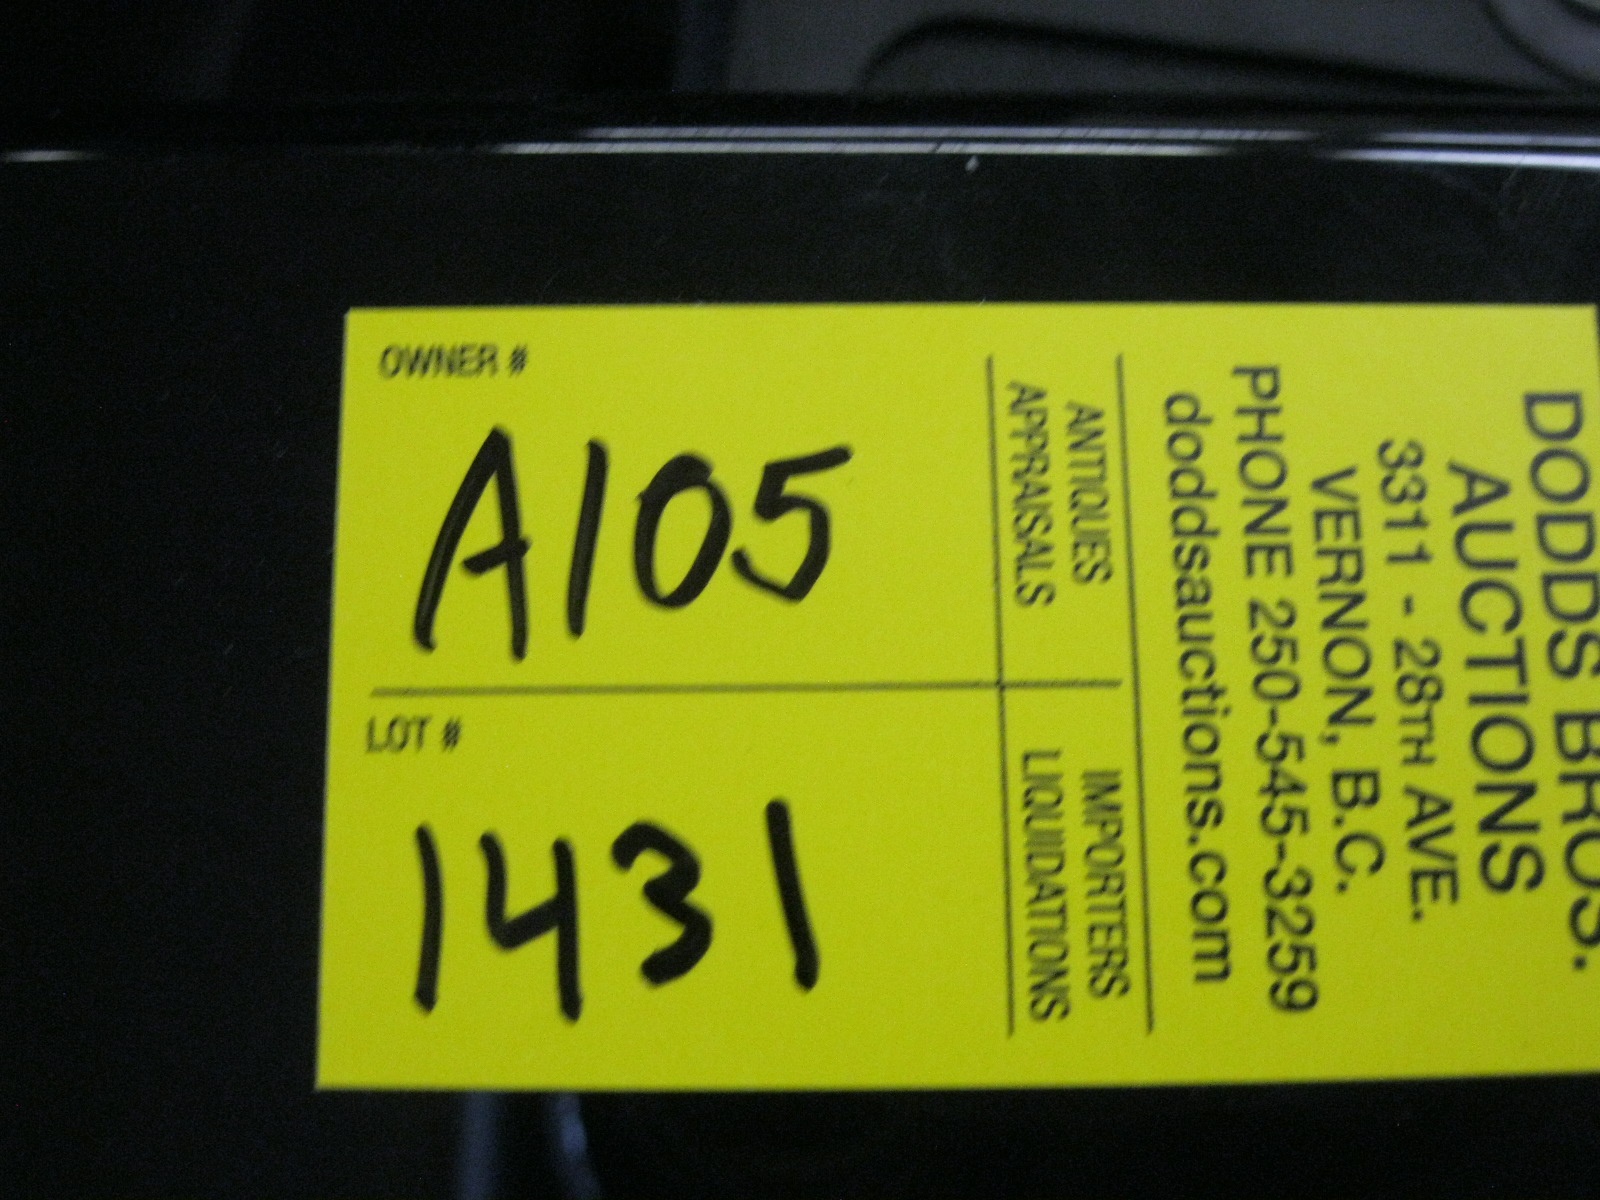 OWNER #
A105
LOT #
1431
DODDS BROS.
AUCTIONS
3311 - 28TH AVE.
VERNON, B.C.
PHONE 250-545-3259
doddsauctions.com
ANTIQUES
APPRAISALS
IMPORTERS
LIQUIDATIONS